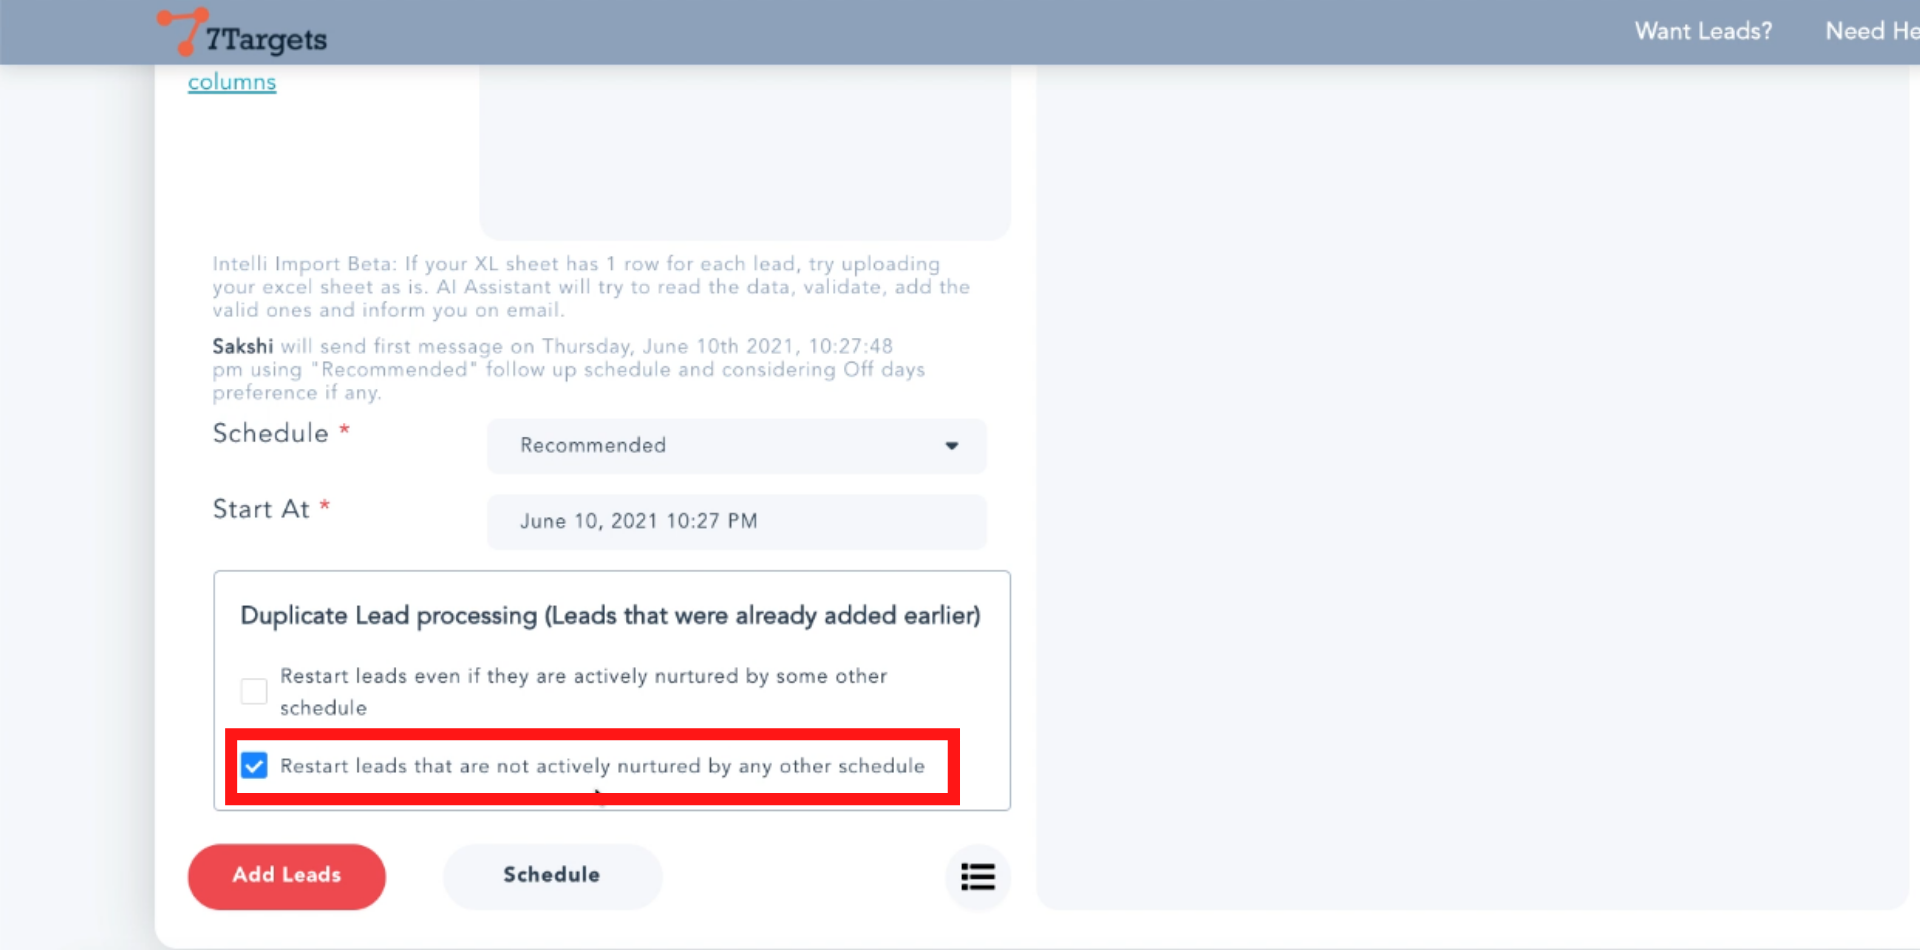 7Targets
Want Leads?
Need He
columns
Intelli Import Beta: If your XL sheet has 1 row for each lead, try uploading
your excel sheet as is. AI Assistant will try to read the data, validate, add the
valid ones and inform you on email.
Sakshi will send first message on Thursday, June 10th 2021, 10:27:48
pm using "Recommended" follow up schedule and considering Off days
preference if any.
Schedule *
Recommended
Start At *
June 10, 2021 10:27 PM
Duplicate Lead processing (Leads that were already added earlier)
Restart leads even if they are actively nurtured by some other
schedule
Restart leads that are not actively nurtured by any other schedule
Add Leads
Schedule